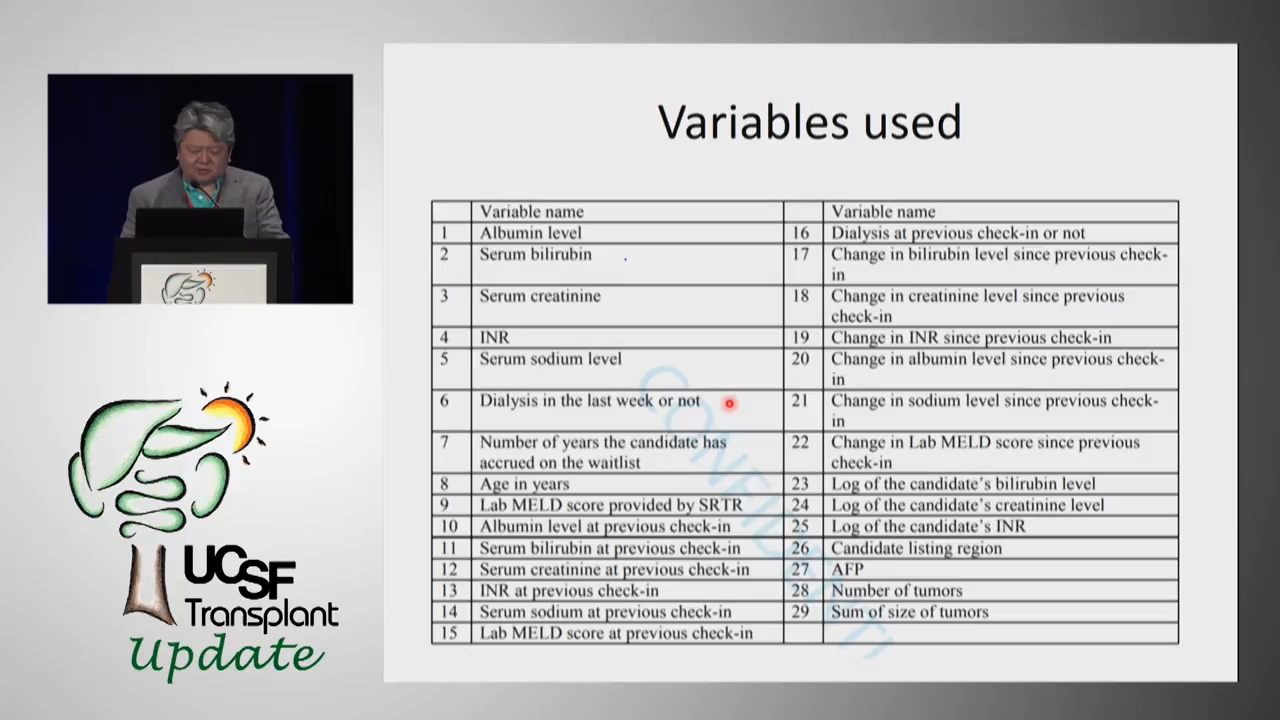 Variables used
Variable name
Variable name
1 Albumin level
16 Dialysis at previous check-in or not
2 Serum bilirubin
17 Change in bilirubin level since previous check-
in
3 Serum creatinine
18 Change in creatinine level since previous
check-in
4 INR
19 Change in INR since previous check-in
5 Serum sodium level
20 Change in albumin level since previous check-
in
6 Dialysis in the last week or not
21 Change in sodium level since previous check-
in
7 Number of years the candidate has
accrued on the waitlist
22 Change in Lab MELD score since previous
check-in
8 Age in years
23 Log of the candidate's bilirubin level
9 Lab MELD score provided by SRTR
24 Log of the candidate's creatinine level
10 Albumin level at previous check-in
25 Log of the candidate's INR
11 Serum bilirubin at previous check-in
26 Candidate listing region
12 Serum creatinine at previous check-in
27 AFP
13 INR at previous check-in
28 Number of tumors
14 Serum sodium at previous check-in
29 Sum of size of tumors
15 Lab MELD score at previous check-in
UCSF
Transplant
Update